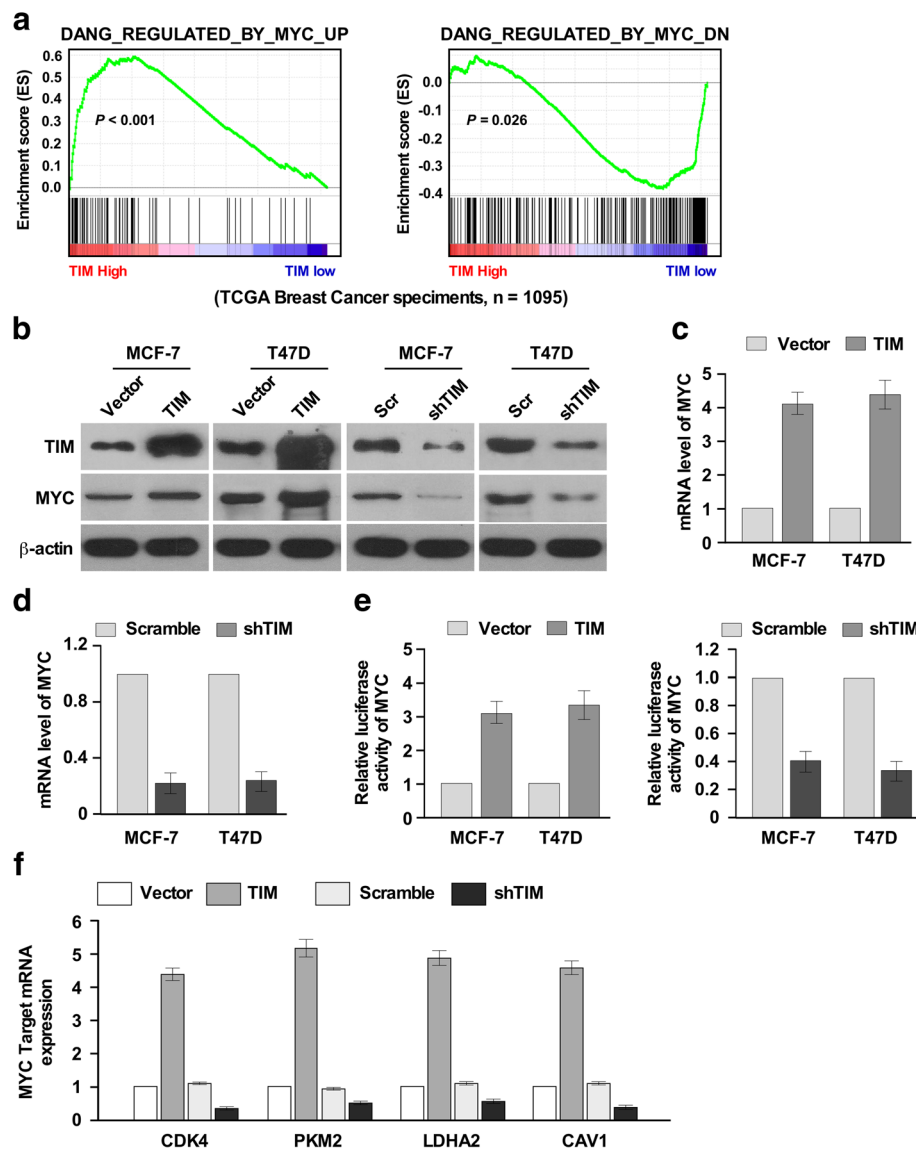 a
DANG_REGULATED_BY_MYC_UP
Enrichment score (ES)
0.6
0.5
0.4
0.3
0.2
0.1
0.0
P < 0.001
TIM High
TIM low
DANG_REGULATED_BY_MYC_DN
Enrichment score (ES)
0.0
-0.1
-0.2
-0.3
-0.4
P = 0.026
TIM High
TIM low
(TCGA Breast Cancer speciments, n = 1095)
b
MCF-7
T47D
MCF-7
T47D
Vector
TIM
Vector
TIM
Scr
shTIM
Scr
shTIM
TIM
MYC
β-actin
c
Vector
TIM
mRNA level of MYC
5
4
3
2
1
0
MCF-7
T47D
d
Scramble
shTIM
mRNA level of MYC
1.2
0.8
0.4
0
MCF-7
T47D
e
Vector
TIM
Relative luciferase
activity of MYC
5
4
3
2
1
0
MCF-7
T47D
Scramble
shTIM
Relative luciferase
activity of MYC
1.2
1.0
0.8
0.6
0.4
0.2
0
MCF-7
T47D
f
Vector
TIM
Scramble
shTIM
MYC Target mRNA
expression
6
5
4
3
2
1
0
CDK4
PKM2
LDHA2
CAV1